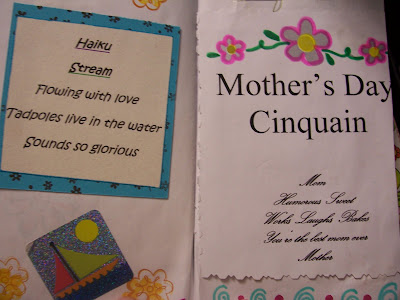 Haiku
Stream
Flowing with love
Tadpoles live in the water
Sounds so glorious
Mother's Day
Cinquain
Mom
Humorous Sweet
Works Laughs Bakes
You're the best mom ever
Mother